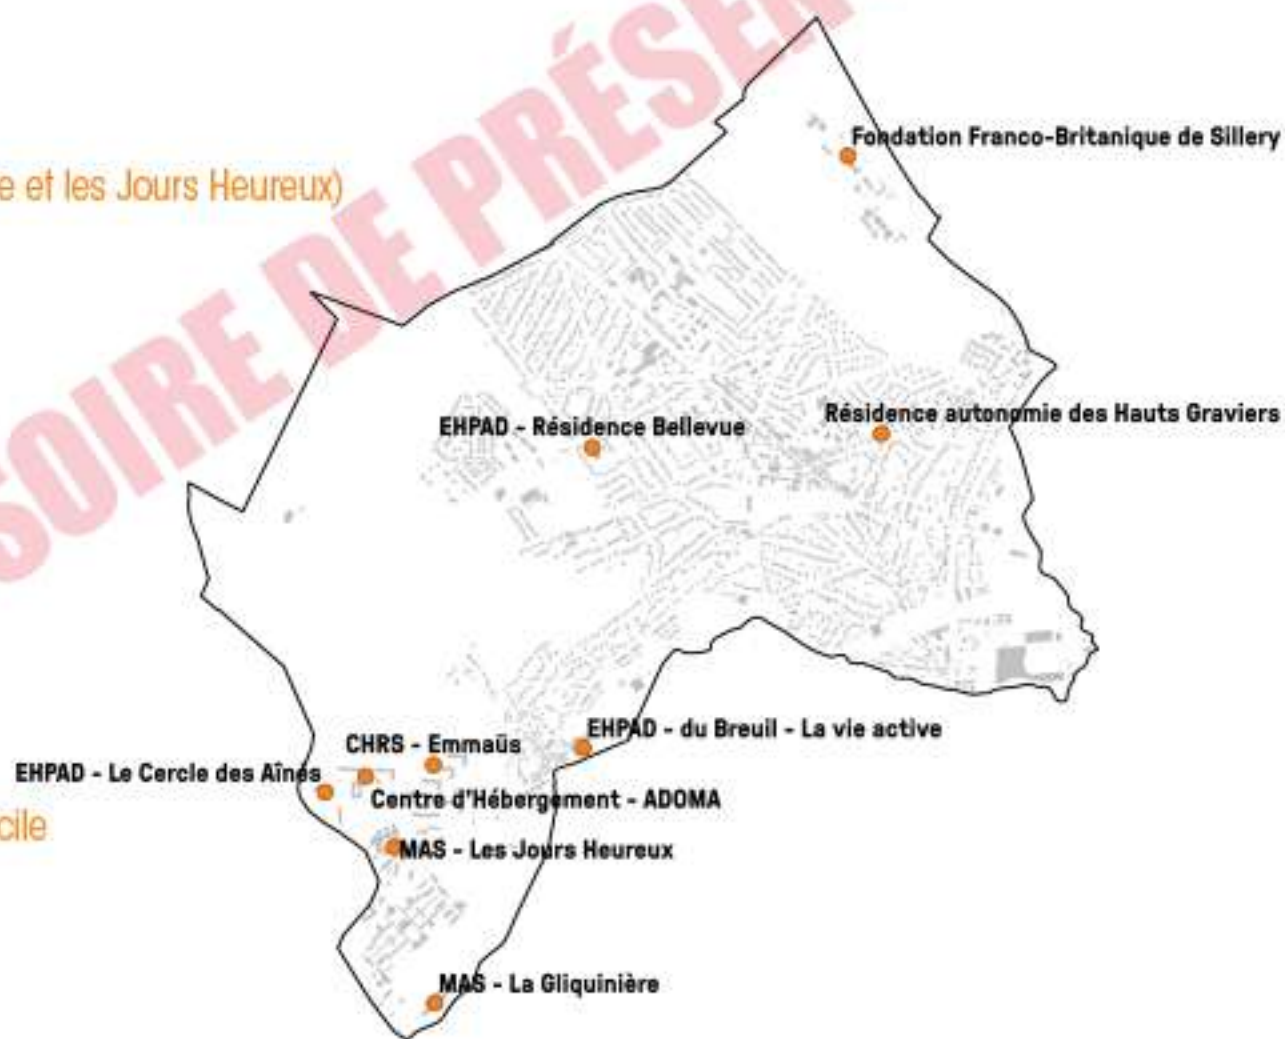 SOIRE DE PRÉSEN
Fondation Franco-Britanique de Sillery
e et les Jours Heureux)
Résidence autonomie des Hauts Graviers
EHPAD - Résidence Bellevue
EHPAD - du Breuil - La vie active
CHRS - Emmaüs
EHPAD - Le Cercle des Aînés
Centre d'Hébergement - ADOMA
cile
MAS - Les Jours Heureux
MAS - La Gliquinière